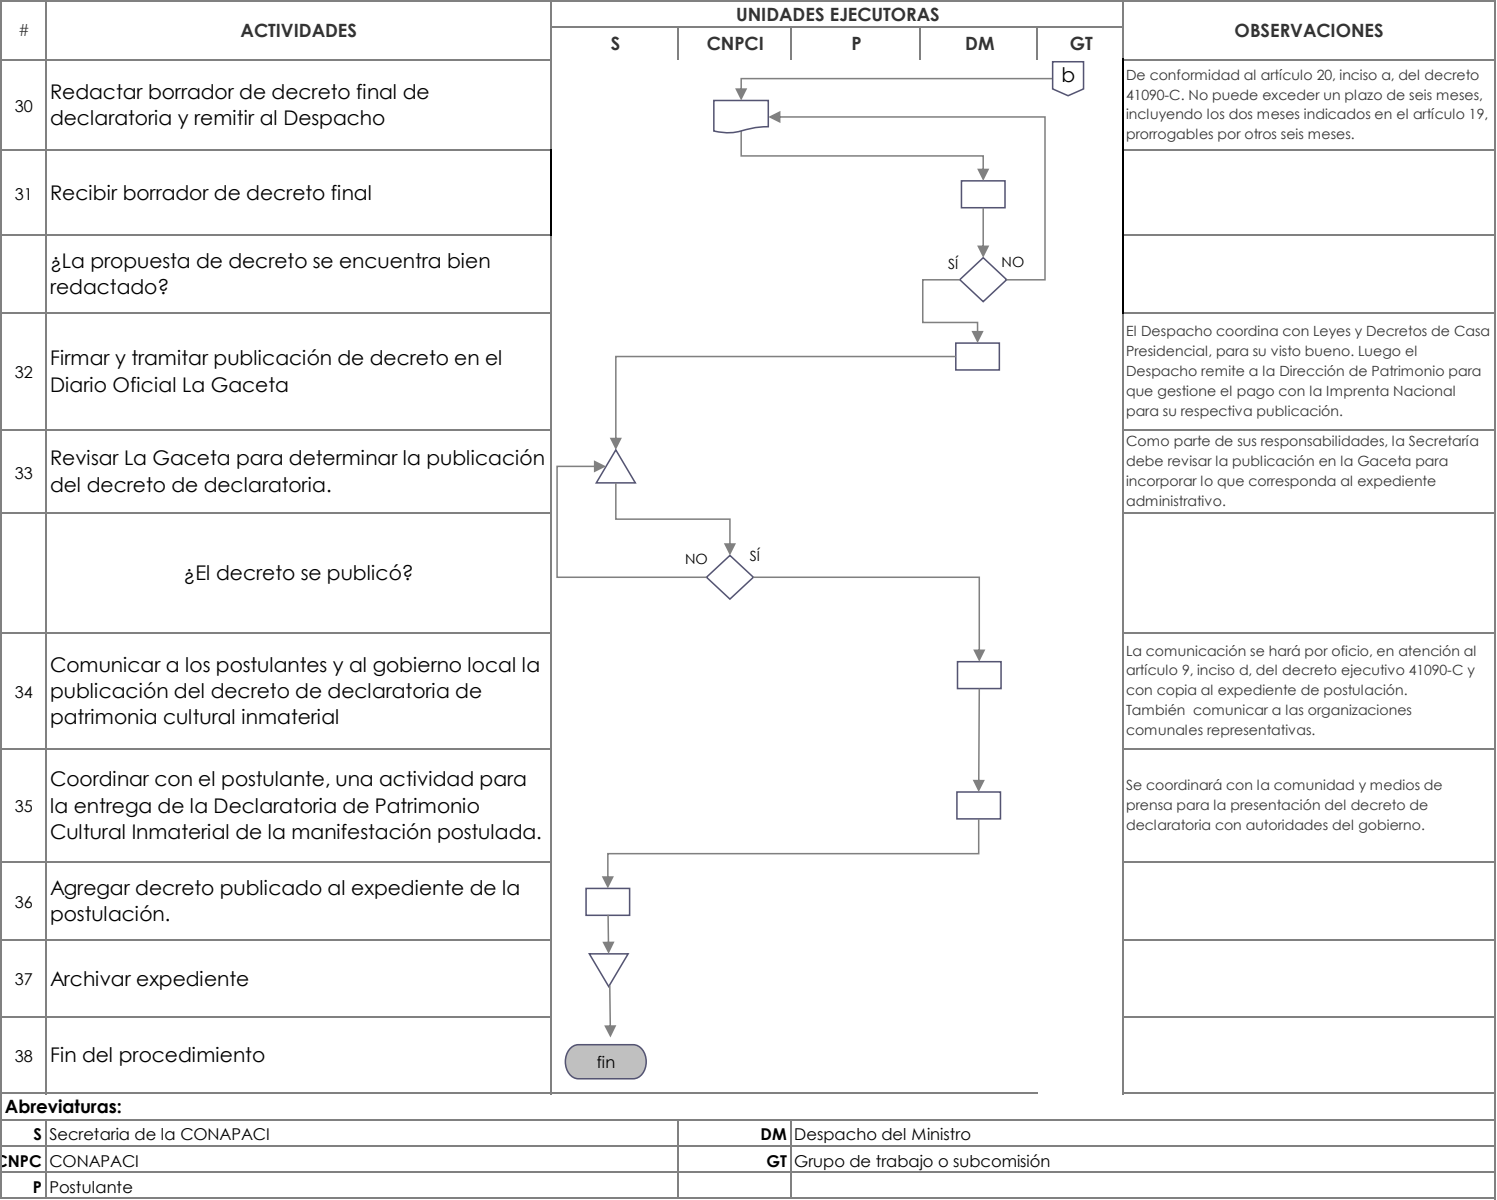 #
ACTIVIDADES
UNIDADES EJECUTORAS
S
CNPCI
P
DM
GT
OBSERVACIONES
30
Redactar borrador de decreto final de
declaratoria y remitir al Despacho
b
De conformidad al artículo 20, inciso a, del decreto
41090-C. No puede exceder un plazo de seis meses,
incluyendo los dos meses indicados en el artículo 19,
prorrogables por otros seis meses.
31
Recibir borrador de decreto final
¿La propuesta de decreto se encuentra bien
redactado?
SÍ
NO
32
Firmar y tramitar publicación de decreto en el
Diario Oficial La Gaceta
El Despacho coordina con Leyes y Decretos de Casa
Presidencial, para su visto bueno. Luego el
Despacho remite a la Dirección de Patrimonio para
que gestione el pago con la Imprenta Nacional
para su respectiva publicación.
33
Revisar La Gaceta para determinar la publicación
del decreto de declaratoria.
Como parte de sus responsabilidades, la Secretaría
debe revisar la publicación en la Gaceta para
incorporar lo que corresponda al expediente
administrativo.
¿El decreto se publicó?
NO
SÍ
34
Comunicar a los postulantes y al gobierno local la
publicación del decreto de declaratoria de
patrimonia cultural inmaterial
La comunicación se hará por oficio, en atención al
artículo 9, inciso d, del decreto ejecutivo 41090-C y
con copia al expediente de postulación.
También comunicar a las organizaciones
comunales representativas.
35
Coordinar con el postulante, una actividad para
la entrega de la Declaratoria de Patrimonio
Cultural Inmaterial de la manifestación postulada.
Se coordinará con la comunidad y medios de
prensa para la presentación del decreto de
declaratoria con autoridades del gobierno.
36
Agregar decreto publicado al expediente de la
postulación.
37
Archivar expediente
38
Fin del procedimiento
fin
Abreviaturas:
S Secretaria de la CONAPACI
DM Despacho del Ministro
CNPC CONAPACI
GT Grupo de trabajo o subcomisión
P Postulante